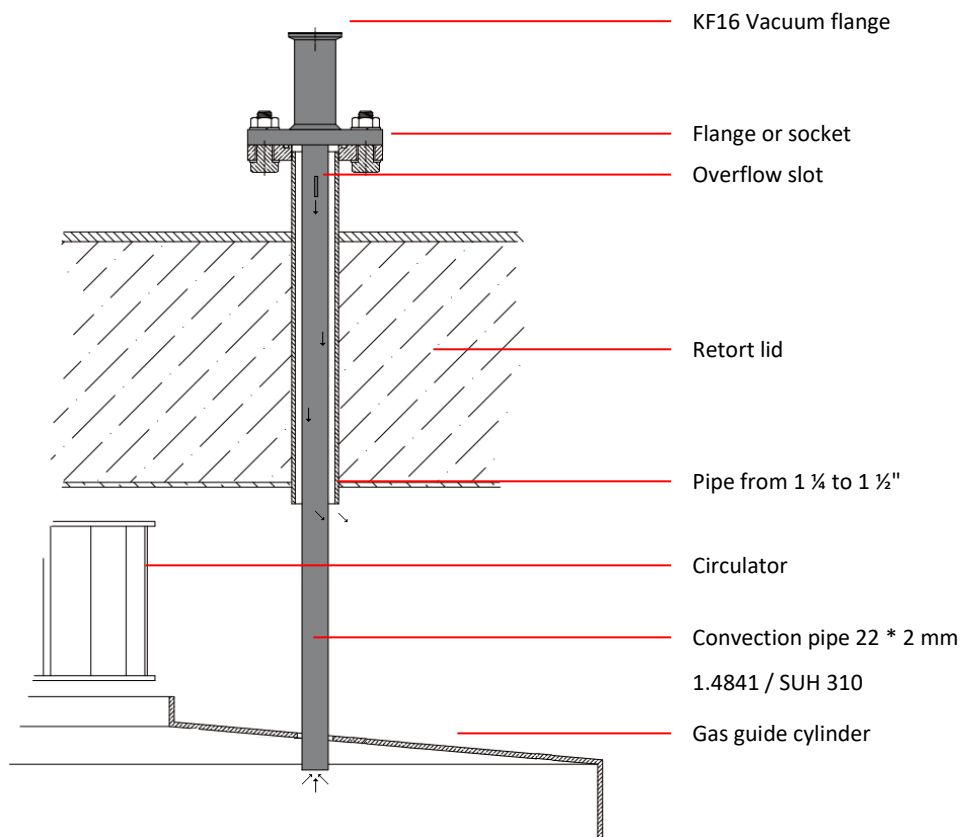 KF16 Vacuum flange
Flange or socket
Overflow slot
Retort lid
Pipe from 1 ¼ to 1 ½"
Circulator
Convection pipe 22 * 2 mm
1.4841 / SUH 310
Gas guide cylinder